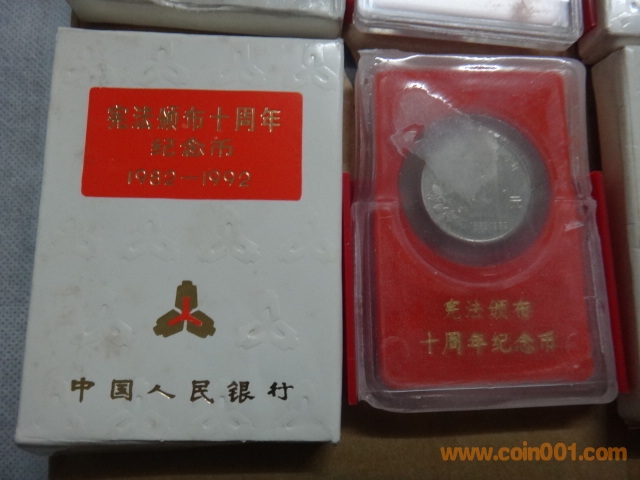 宪法颁布十周年
纪念币
1982—1992
中国人民银行
宪法颁布
十周年纪念币
www.coin001.com